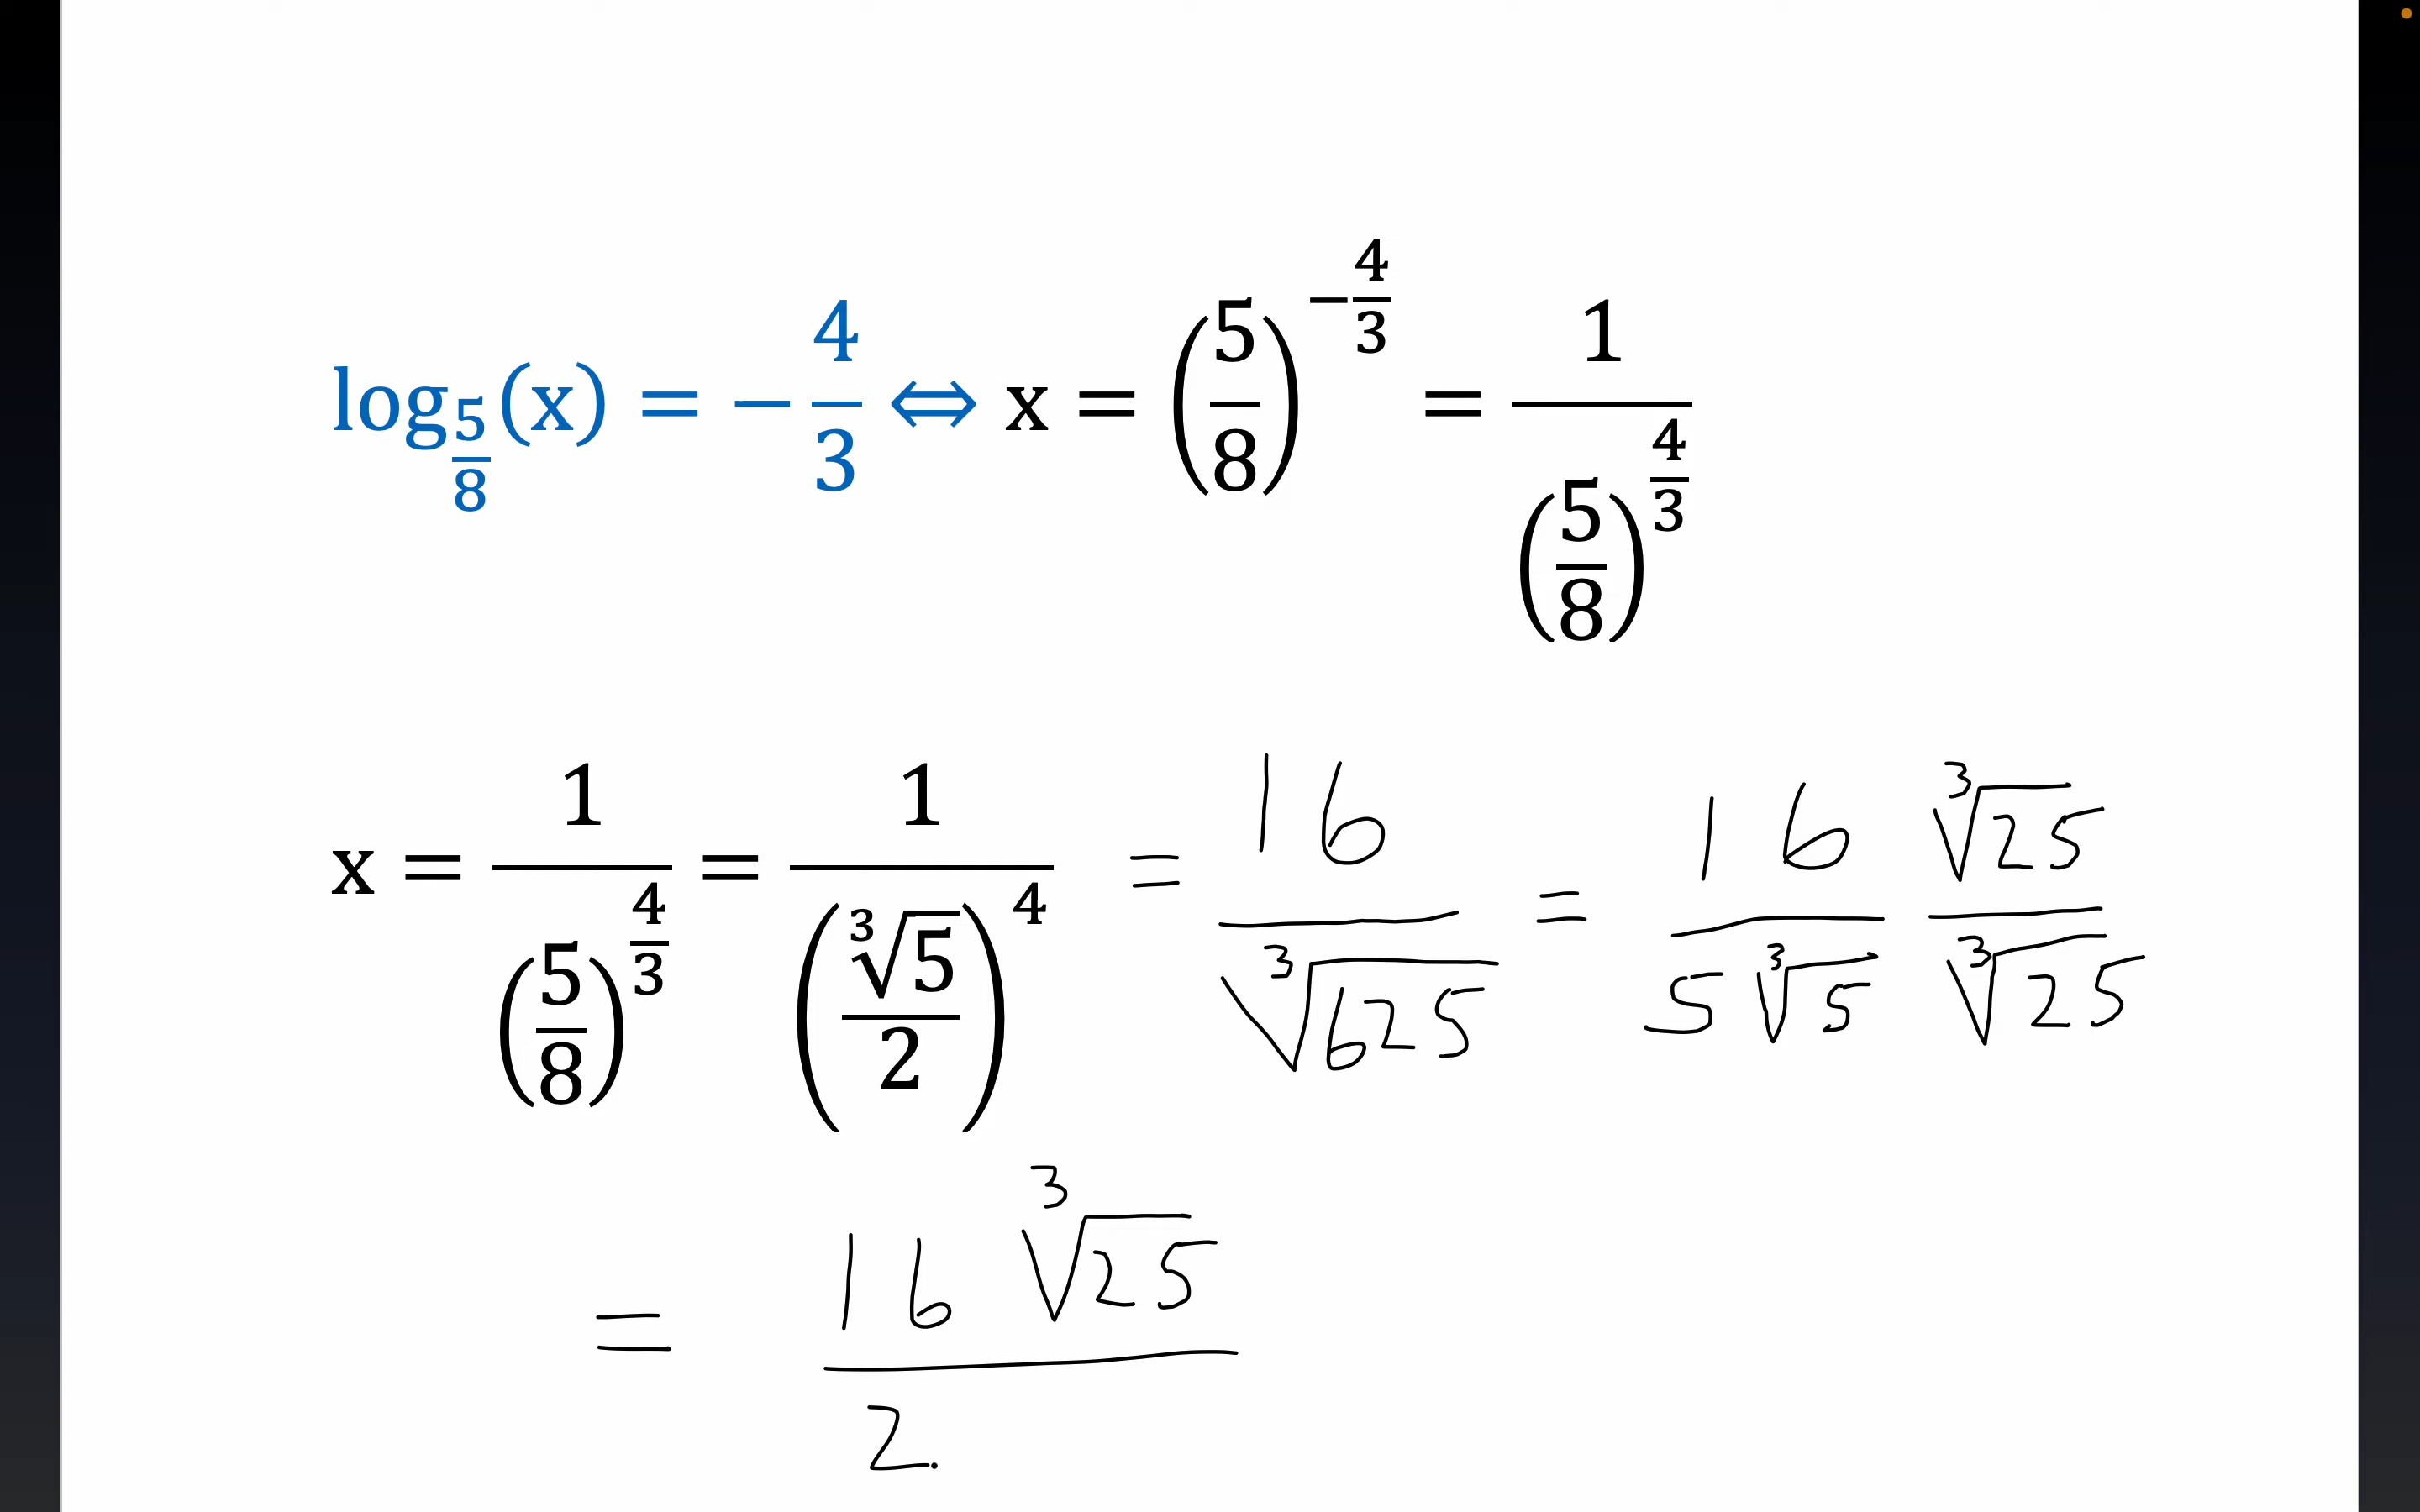 log_{5/8}(x) = −4/3 ⇔ x = (5/8)^{−4/3} = 1/(5/8)^{4/3}
x = 1/(5/8)^{4/3} = 1/(∛5/2)^4 = 16/∛625 = 16/(5∛5) ∛25/∛25
= 16∛25/2.